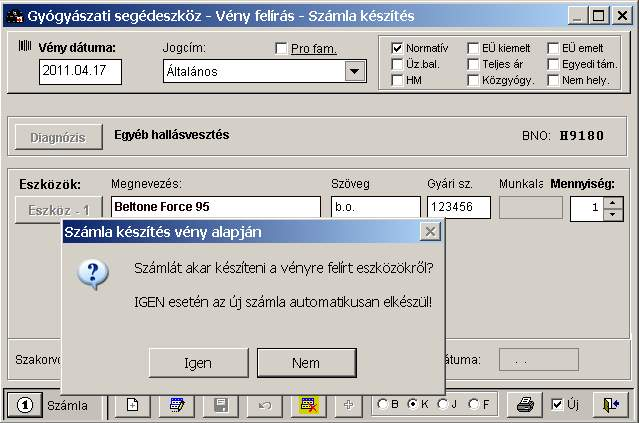 Gyógyászati segédeszköz - Vény felírás - Számla készítés
Vény dátuma: Jogcím: Pro fam. Normatív EÜ kiemelt EÜ emelt
2011.04.17 Általános Üz.bal. Teljes ár Egyedi tám.
HM Közgyógy. Nem hely.
Diagnózis Egyéb hallásvesztés BNO: H9180
Eszközök: Megnevezés: Szöveg Gyári sz. Munkala Mennyiség:
Eszköz - 1 Beltone Force 95 b.o. 123456 1
Számla készítés vény alapján
Számlát akar készíteni a vényre felírt eszközökről?
IGEN esetén az új számla automatikusan elkészül!
Szakorvo Igen Nem átuma: . .
1 Számla B K J F Új